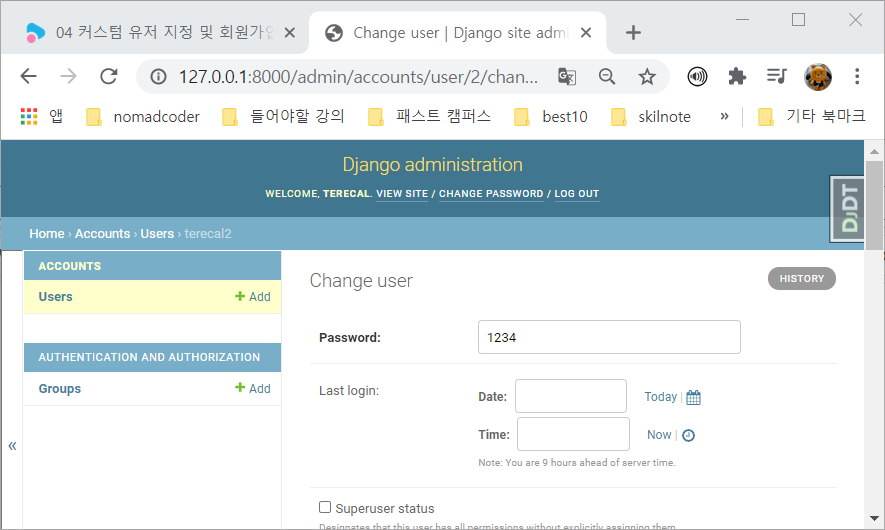 04 커스텀 유저 지정 및 회원가입
Change user | Django site admi
127.0.0.1:8000/admin/accounts/user/2/chan...
앱
nomadcoder
들어야할 강의
패스트 캠퍼스
best10
skilnote
»
기타 북마크
Django administration
WELCOME, TERECAL. VIEW SITE / CHANGE PASSWORD / LOG OUT
DJDT
Home › Accounts › Users › terecal2
ACCOUNTS
Users
+ Add
AUTHENTICATION AND AUTHORIZATION
Groups
+ Add
«
Change user
HISTORY
Password:
1234
Last login:
Date:
Today |
Time:
Now |
Note: You are 9 hours ahead of server time.
Superuser status
Designates that this user has all permissions without explicitly assigning them.